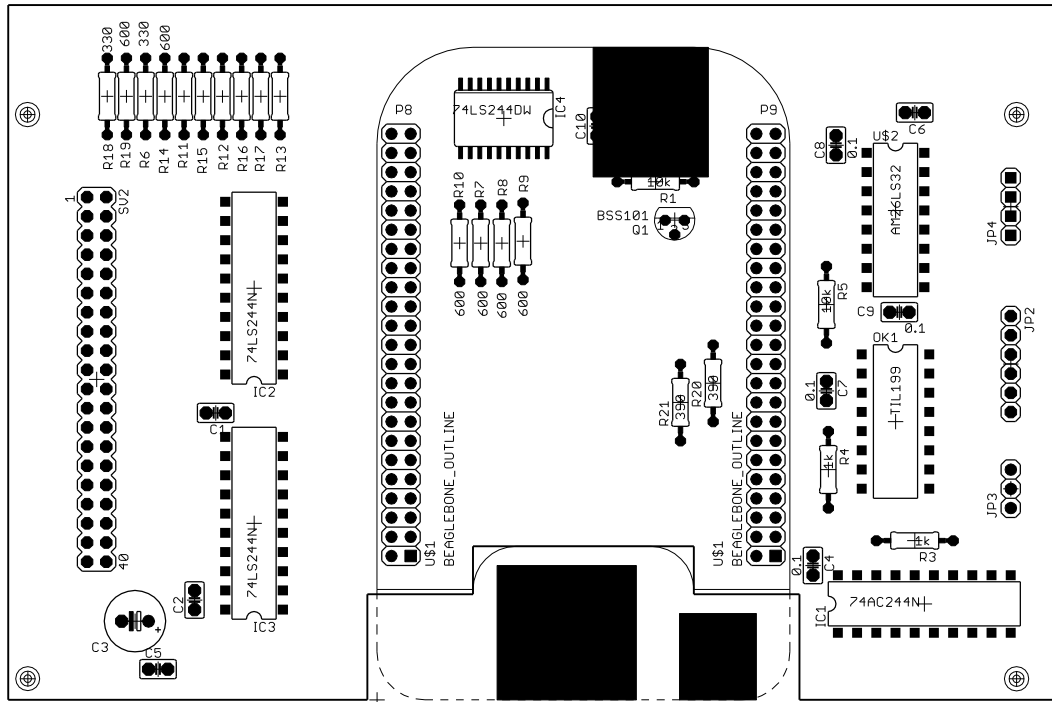 330
600
330
600
R18
R19
R6
R14
R11
R15
R12
R16
R17
R13
1
SV2
40
74LS244N
IC2
C1
74LS244N
IC3
C2
C3
+
C5
P8
74LS244DW
IC4
C10
R10
R7
R8
R9
600
600
600
600
10k
R1
BSS101
Q1
1
2
3
R21
390
R20
390
U$1
BEAGLEBONE_OUTLINE
P9
U$1
BEAGLEBONE_OUTLINE
C6
C8
0.1
U$2
AM26LS32
JP4
10k
R5
C9
0.1
OK1
TIL199
0.1
C7
JP2
1k
R4
JP3
1k
R3
0.1
C4
IC1
74AC244N